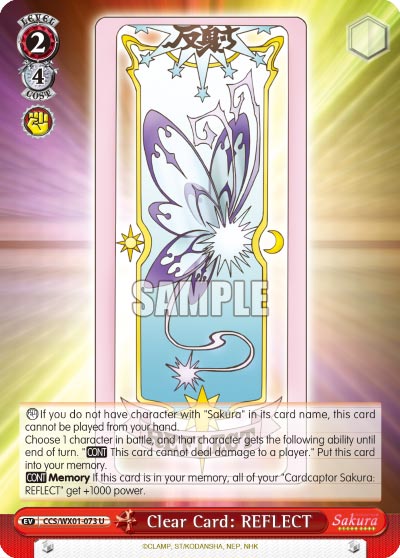 LEVEL
2
4
COST
反射
SAMPLE
If you do not have character with "Sakura" in its card name, this card
cannot be played from your hand.
Choose 1 character in battle, and that character gets the following ability until
end of turn. "CONT This card cannot deal damage to a player." Put this card into
your memory.
CONT Memory If this card is in your memory, all of your "Cardcaptor Sakura:
REFLECT" get +1000 power.
EV CCS/WX01-073 U
Clear Card: REFLECT
Sakura
©CLAMP, ST/KODANSHA, NEP, NHK